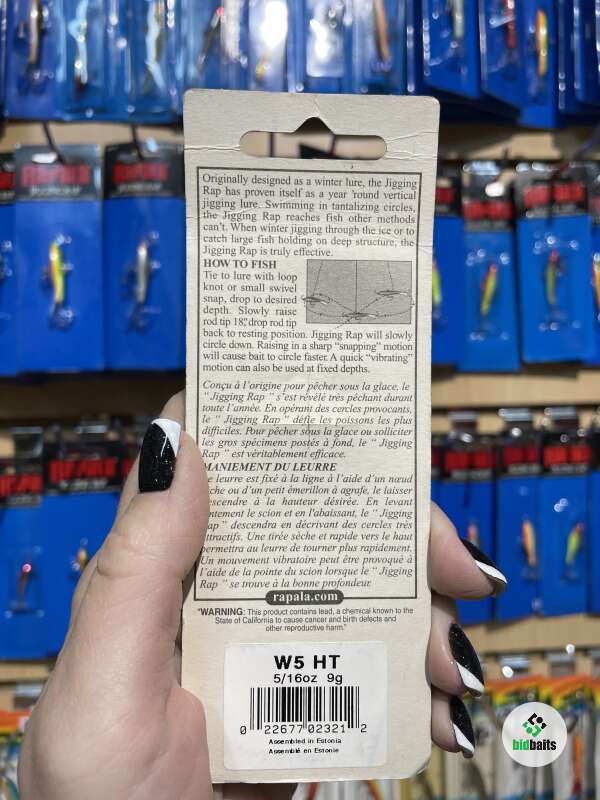 Originally designed as a winter lure, the Jigging
Rap has proven itself as a year 'round vertical
jigging lure. Swimming in tantalizing circles,
the Jigging Rap reaches fish other methods
can't. When winter jigging through the ice or to
catch large fish holding on deep structure, the
Jigging Rap is truly effective.
HOW TO FISH
Tie to lure with loop
knot or small swivel
snap, drop to desired
depth. Slowly raise
rod tip 18," drop rod tip
back to resting position. Jigging Rap will slowly
circle down. Raising in a sharp "snapping" motion
will cause bait to circle faster. A quick "vibrating"
motion can also be used at fixed depths.
Conçu à l'origine pour pêcher sous la glace, le
" Jigging Rap " s'est révélé très pêchant durant
toute l'année. En opérant des cercles provocants,
le " Jigging Rap " défie les poissons les plus
difficiles. Pour pêcher sous la glace ou solliciter
les gros spécimens postés à fond, le " Jigging
Rap " est véritablement efficace.
MANIEMENT DU LEURRE
Le leurre est fixé à la ligne à l'aide d'un nœud
ou d'un petit émerillon à agrafe, le laisser
descendre à la hauteur désirée. En levant
le scion et en l'abaissant, le " Jigging
Rap " descendra en décrivant des cercles très
attractifs. Une tirée sèche et rapide vers le haut
permettra au leurre de tourner plus rapidement.
Un mouvement vibratoire peut être provoqué à
l'aide de la pointe du scion lorsque le " Jigging
Rap " se trouve à la bonne profondeur.
rapala.com
"WARNING: This product contains lead, a chemical known to the
State of California to cause cancer and birth defects and
other reproductive harm."
W5 HT
5/16oz 9g
0 22677 02321 2
Assembled in Estonia
Assemblé en Estonie
bidbaits